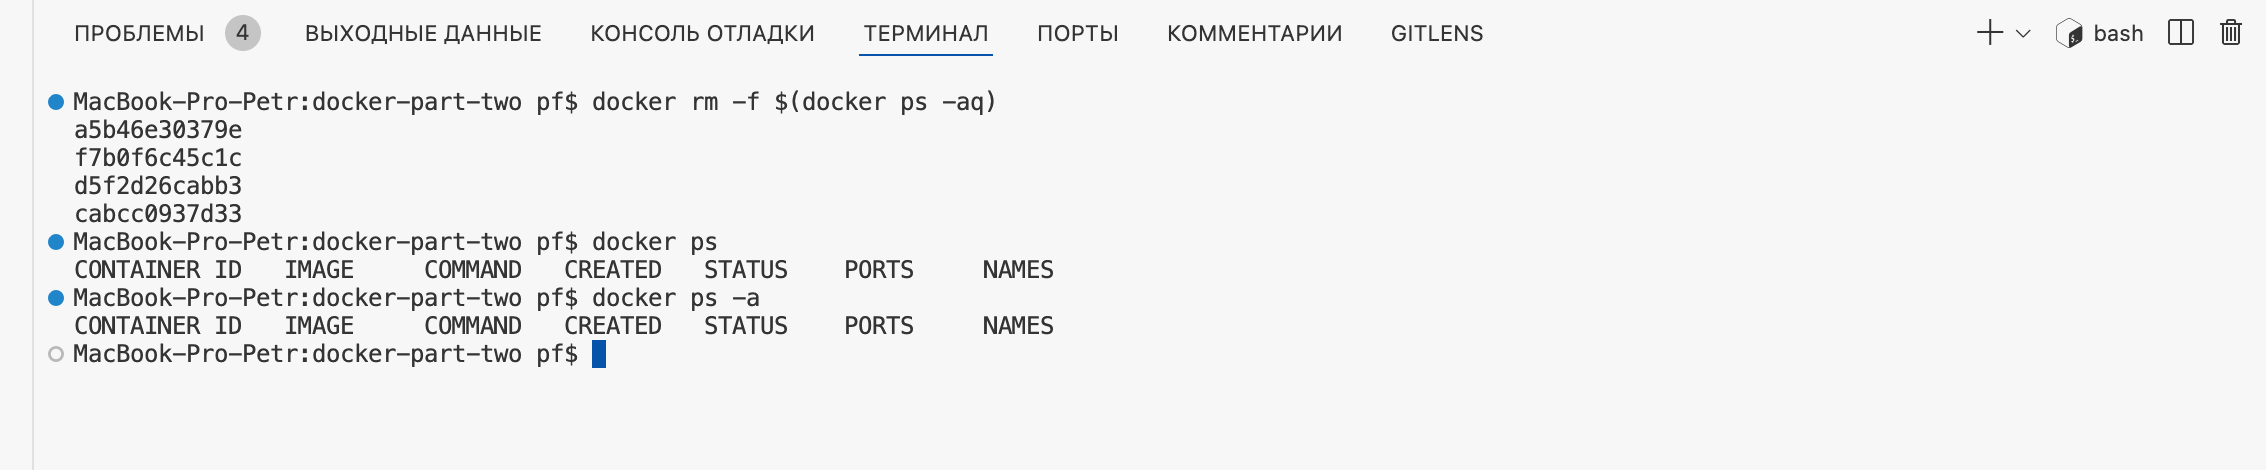 ПРОБЛЕМЫ 4 ВЫХОДНЫЕ ДАННЫЕ КОНСОЛЬ ОТЛАДКИ ТЕРМИНАЛ ПОРТЫ КОММЕНТАРИИ GITLENS bash
MacBook-Pro-Petr:docker-part-two pf$ docker rm -f $(docker ps -aq)
a5b46e30379e
f7b0f6c45c1c
d5f2d26cabb3
cabcc0937d33
MacBook-Pro-Petr:docker-part-two pf$ docker ps
CONTAINER ID IMAGE COMMAND CREATED STATUS PORTS NAMES
MacBook-Pro-Petr:docker-part-two pf$ docker ps -a
CONTAINER ID IMAGE COMMAND CREATED STATUS PORTS NAMES
MacBook-Pro-Petr:docker-part-two pf$